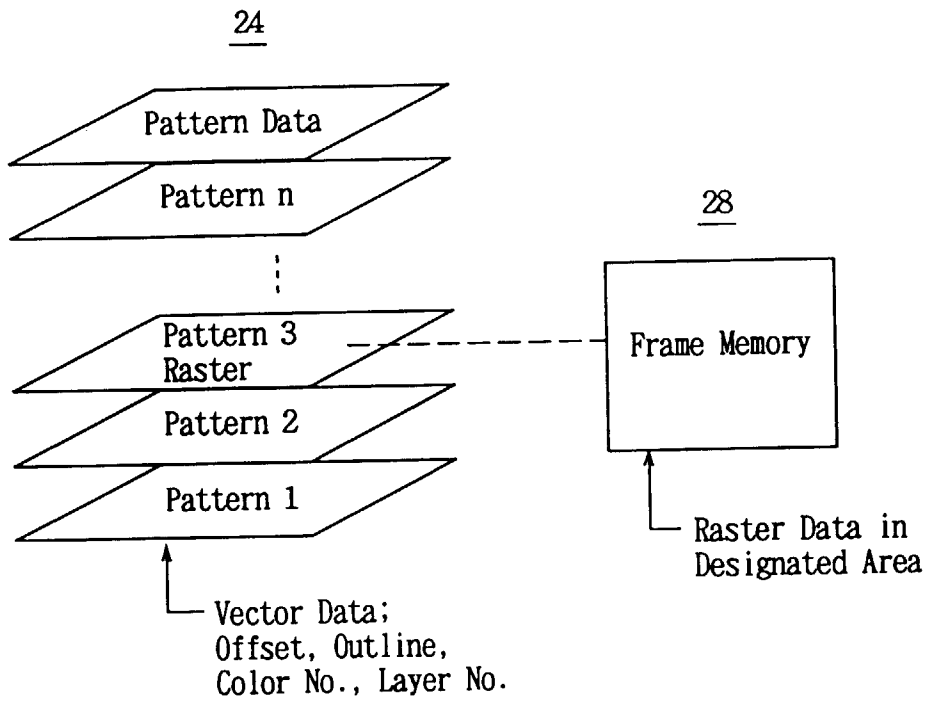 24
Pattern Data
Pattern n
28
Pattern 3
Raster
Frame Memory
Pattern 2
Pattern 1
Raster Data in
Designated Area
Vector Data;
Offset, Outline,
Color No., Layer No.